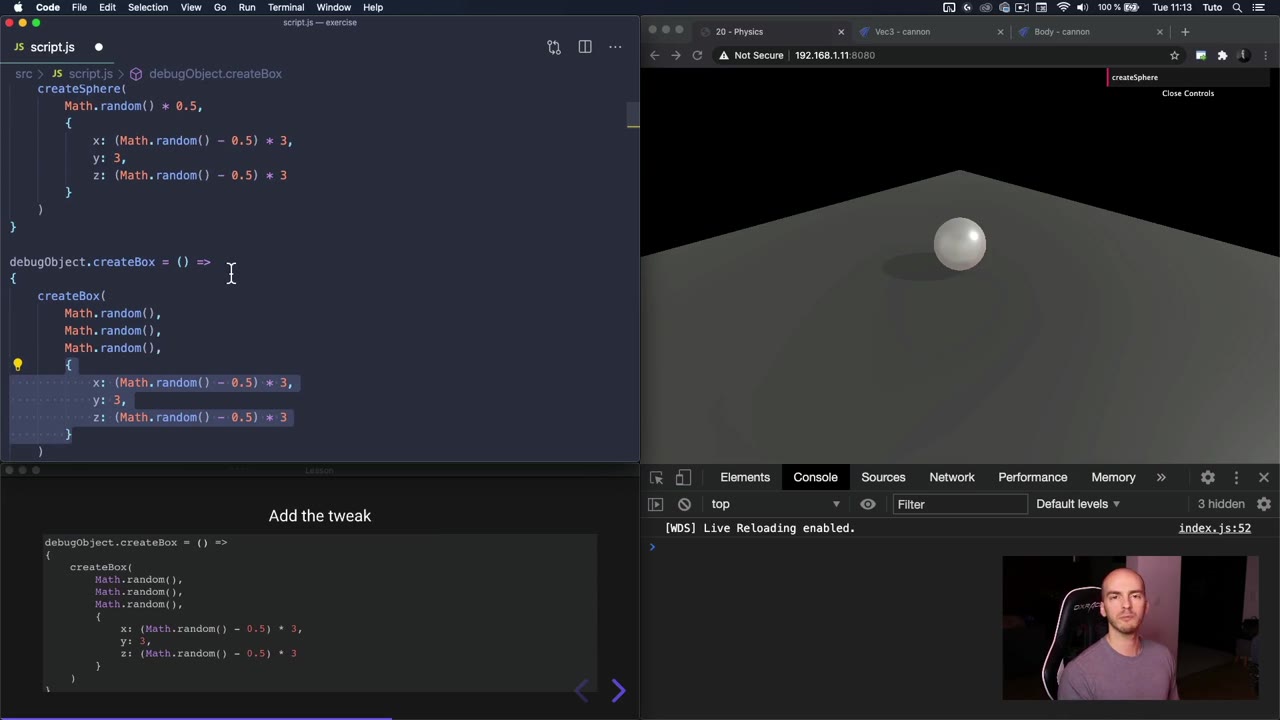 Code File Edit Selection View Go Run Terminal Window Help
100 % Tue 11:13 Tuto
script.js — exercise
JS script.js
src > JS script.js > debugObject.createBox
createSphere(
Math.random() * 0.5,
{
x: (Math.random() - 0.5) * 3,
y: 3,
z: (Math.random() - 0.5) * 3
}
)
}
debugObject.createBox = () =>
{
createBox(
Math.random(),
Math.random(),
Math.random(),
{
x: (Math.random() - 0.5) * 3,
y: 3,
z: (Math.random() - 0.5) * 3
}
)
Lesson
Add the tweak
debugObject.createBox = () =>
{
createBox(
Math.random(),
Math.random(),
Math.random(),
{
x: (Math.random() - 0.5) * 3,
y: 3,
z: (Math.random() - 0.5) * 3
}
)
}
20 - Physics
Vec3 - cannon
Body - cannon
Not Secure 192.168.1.11:8080
createSphere
Close Controls
Elements Console Sources Network Performance Memory »
top Filter Default levels 3 hidden
[WDS] Live Reloading enabled. index.js:52
>